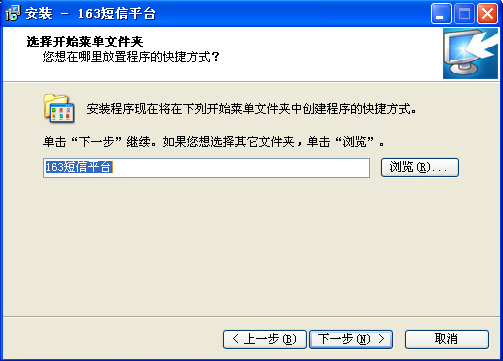 安装 - 163短信平台
选择开始菜单文件夹
您想在哪里放置程序的快捷方式？
安装程序现在将在下列开始菜单文件夹中创建程序的快捷方式。
单击“下一步”继续。如果您想选择其它文件夹，单击“浏览”。
163短信平台
浏览(R)...
< 上一步(B)
下一步(N) >
取消